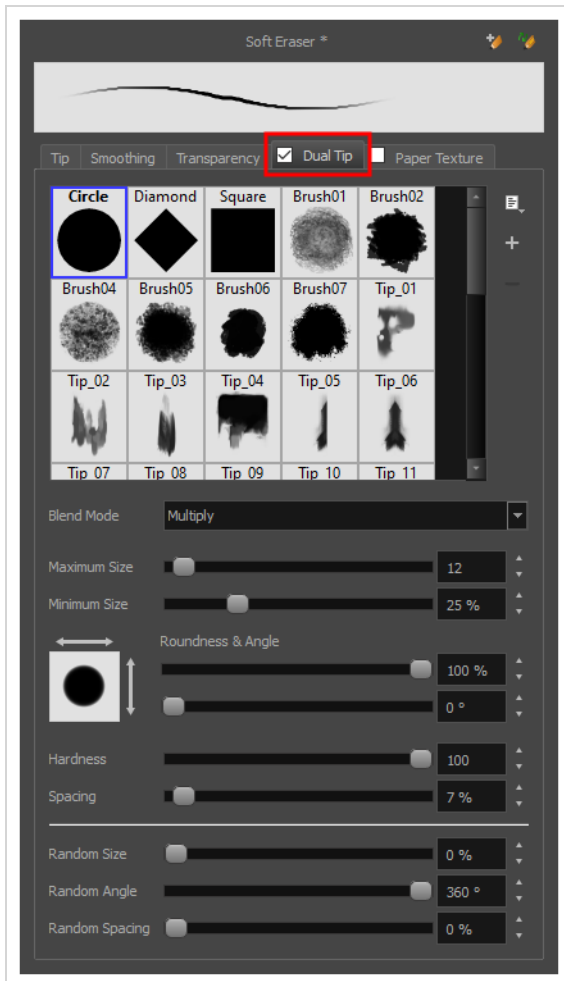 Soft Eraser *
Tip Smoothing Transparency Dual Tip Paper Texture
Circle Diamond Square Brush01 Brush02
Brush04 Brush05 Brush06 Brush07 Tip_01
Tip_02 Tip_03 Tip_04 Tip_05 Tip_06
Tip_07 Tip_08 Tip_09 Tip_10 Tip_11
Blend Mode Multiply
Maximum Size 12
Minimum Size 25 %
Roundness & Angle
100 %
0 °
Hardness 100
Spacing 7 %
Random Size 0 %
Random Angle 360 °
Random Spacing 0 %